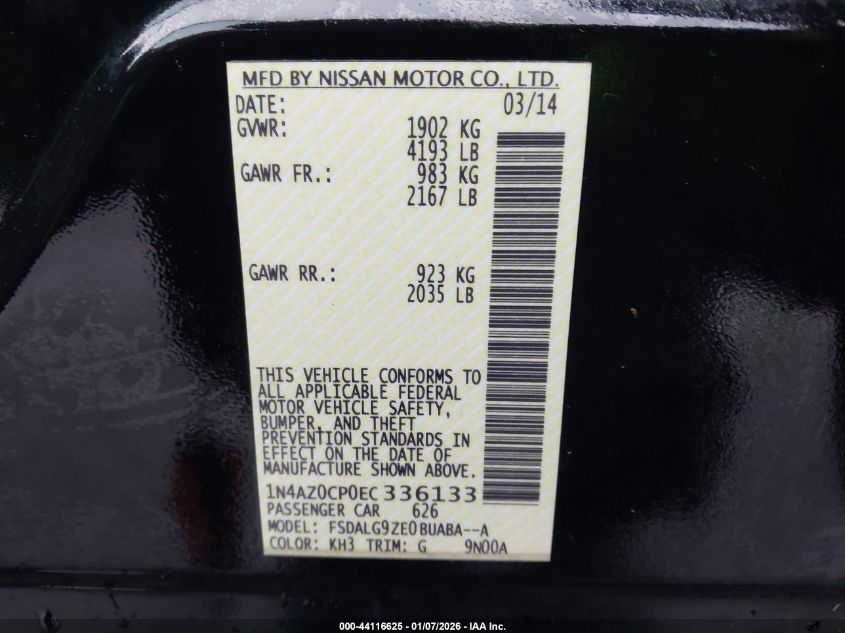 MFD BY NISSAN MOTOR CO., LTD.
DATE: 03/14
GVWR: 1902 KG
4193 LB
GAWR FR.: 983 KG
2167 LB
GAWR RR.: 923 KG
2035 LB
THIS VEHICLE CONFORMS TO
ALL APPLICABLE FEDERAL
MOTOR VEHICLE SAFETY,
BUMPER, AND THEFT
PREVENTION STANDARDS IN
EFFECT ON THE DATE OF
MANUFACTURE SHOWN ABOVE.
1N4AZ0CP0EC336133
PASSENGER CAR 626
MODEL: FSDALG9ZE0BUABA--A
COLOR: KH3 TRIM: G 9N00A
000-44116625 - 01/07/2026 - IAA Inc.